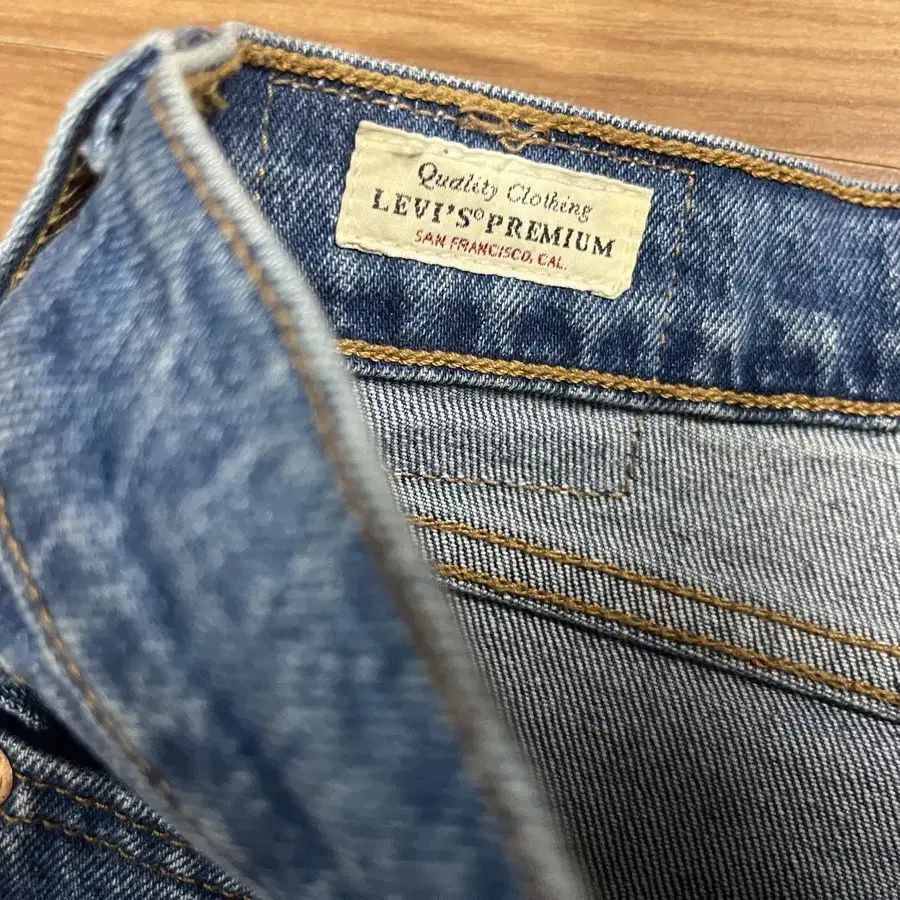 Quality Clothing
LEVI'S® PREMIUM
SAN FRANCISCO, CAL.